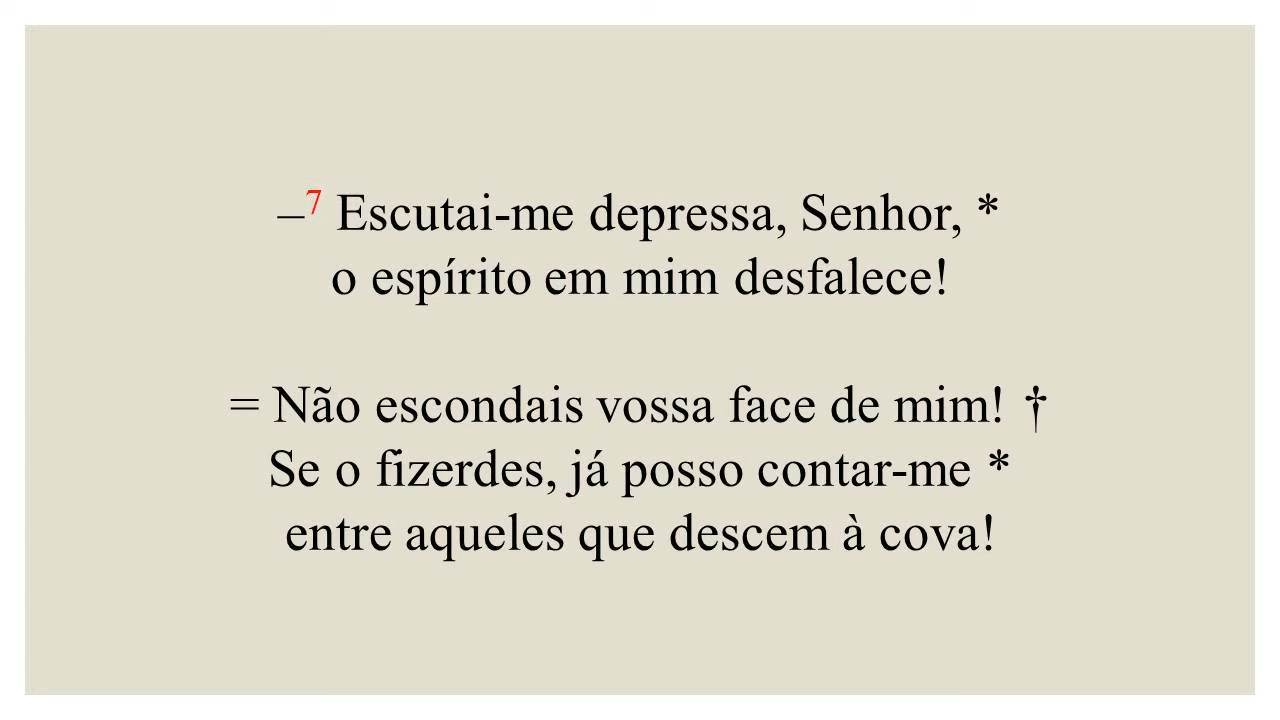 –7 Escutai-me depressa, Senhor, *
o espírito em mim desfalece!
= Não escondais vossa face de mim! †
Se o fizerdes, já posso contar-me *
entre aqueles que descem à cova!